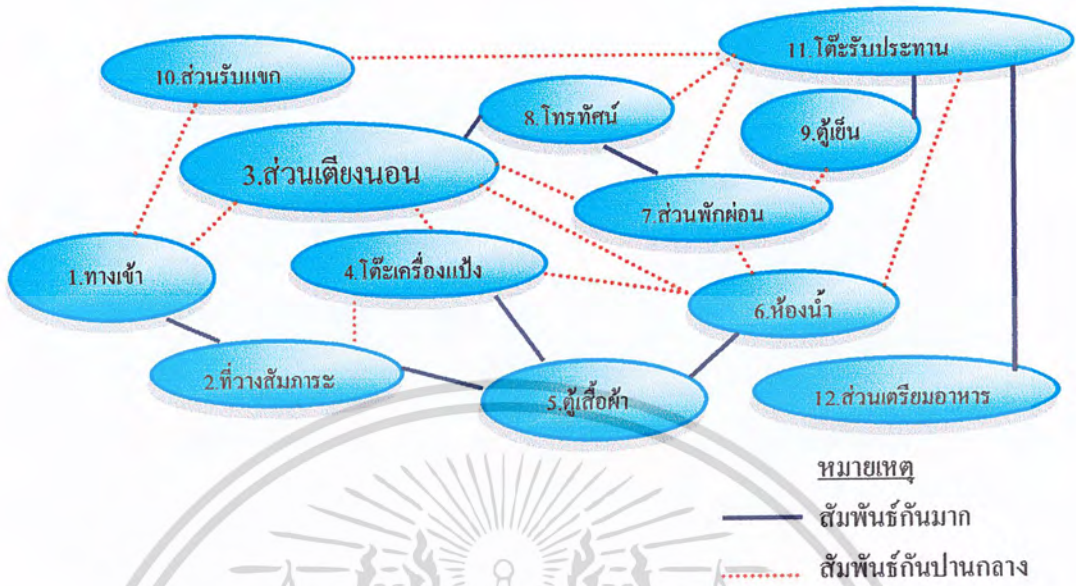 11.โต๊ะรับประทาน
10.ส่วนรับแขก
8.โทรทัศน์
9.ตู้เย็น
3.ส่วนเตียงนอน
7.ส่วนพักผ่อน
1.ทางเข้า
4.โต๊ะเครื่องแป้ง
6.ห้องน้ำ
2.ที่วางสัมภาระ
5.ตู้เสื้อผ้า
12.ส่วนเตรียมอาหาร
หมายเหตุ
สัมพันธ์กันมาก
สัมพันธ์กันปานกลาง